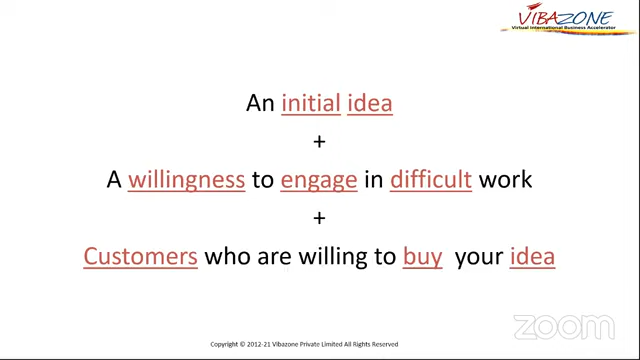 VIBAZONE
Virtual International Business Accelerator
An initial idea
+
A willingness to engage in difficult work
+
Customers who are willing to buy your idea
zoom
Copyright © 2012-21 Vibazone Private Limited All Rights Reserved